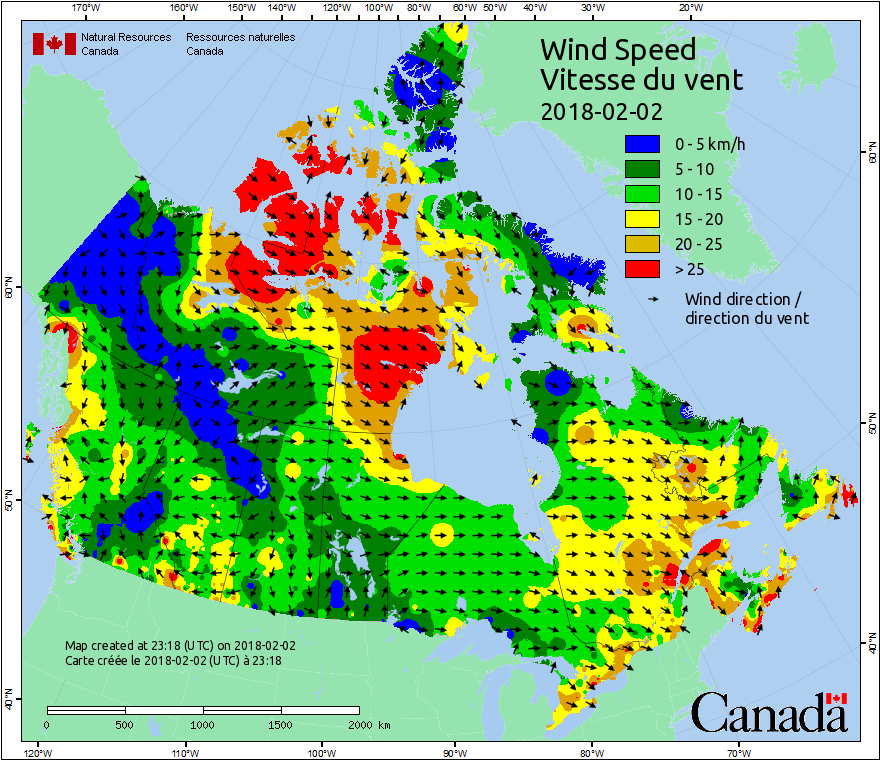 170°W 160°W 150°W 140°W 130°W 120°W 110°W 100°W 80°W 60°W 50°W 40°W 30°W 20°W
Natural Resources Ressources naturelles
Canada Canada
Wind Speed
Vitesse du vent
2018-02-02
0 - 5 km/h
5 - 10
10 - 15
15 - 20
20 - 25
> 25
Wind direction /
direction du vent
60°N
60°N
50°N
50°N
40°N
40°N
Map created at 23:18 (UTC) on 2018-02-02
Carte créée le 2018-02-02 (UTC) à 23:18
0 500 1000 1500 2000 km
Canada
120°W 110°W 100°W 90°W 80°W 70°W